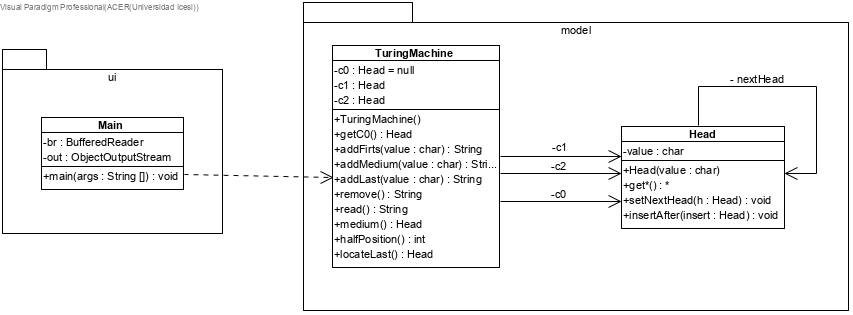 Visual Paradigm Professional(ACER(Universidad Icesi))
ui
Main
-br : BufferedReader
-out : ObjectOutputStream
+main(args : String []) : void
model
TuringMachine
-c0 : Head = null
-c1 : Head
-c2 : Head
+TuringMachine()
+getC0() : Head
+addFirts(value : char) : String
+addMedium(value : char) : Stri...
+addLast(value : char) : String
+remove() : String
+read() : String
+medium() : Head
+halfPosition() : int
+locateLast() : Head
-c1
-c2
-c0
- nextHead
Head
-value : char
+Head(value : char)
+get*() : *
+setNextHead(h : Head) : void
+insertAfter(insert : Head) : void